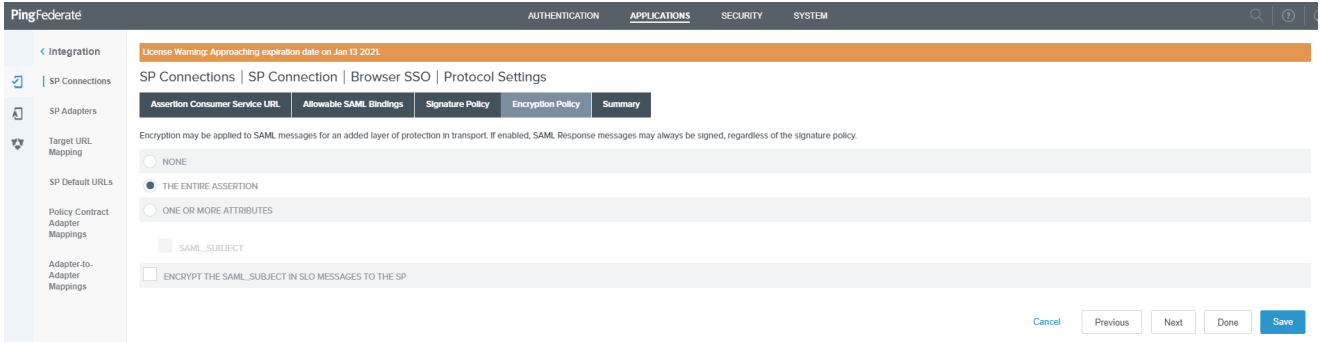 PingFederate
AUTHENTICATION
APPLICATIONS
SECURITY
SYSTEM
Integration
SP Connections
SP Adapters
Target URL
Mapping
SP Default URLs
Policy Contract
Adapter
Mappings
Adapter-to-
Adapter
Mappings
License Warning: Approaching expiration date on Jan 13 2021.
SP Connections | SP Connection | Browser SSO | Protocol Settings
Assertion Consumer Service URL
Allowable SAML Bindings
Signature Policy
Encryption Policy
Summary
Encryption may be applied to SAML messages for an added layer of protection in transport. If enabled, SAML Response messages may always be signed, regardless of the signature policy.
NONE
THE ENTIRE ASSERTION
ONE OR MORE ATTRIBUTES
SAML_SUBJECT
ENCRYPT THE SAML_SUBJECT IN SLO MESSAGES TO THE SP
Cancel
Previous
Next
Done
Save